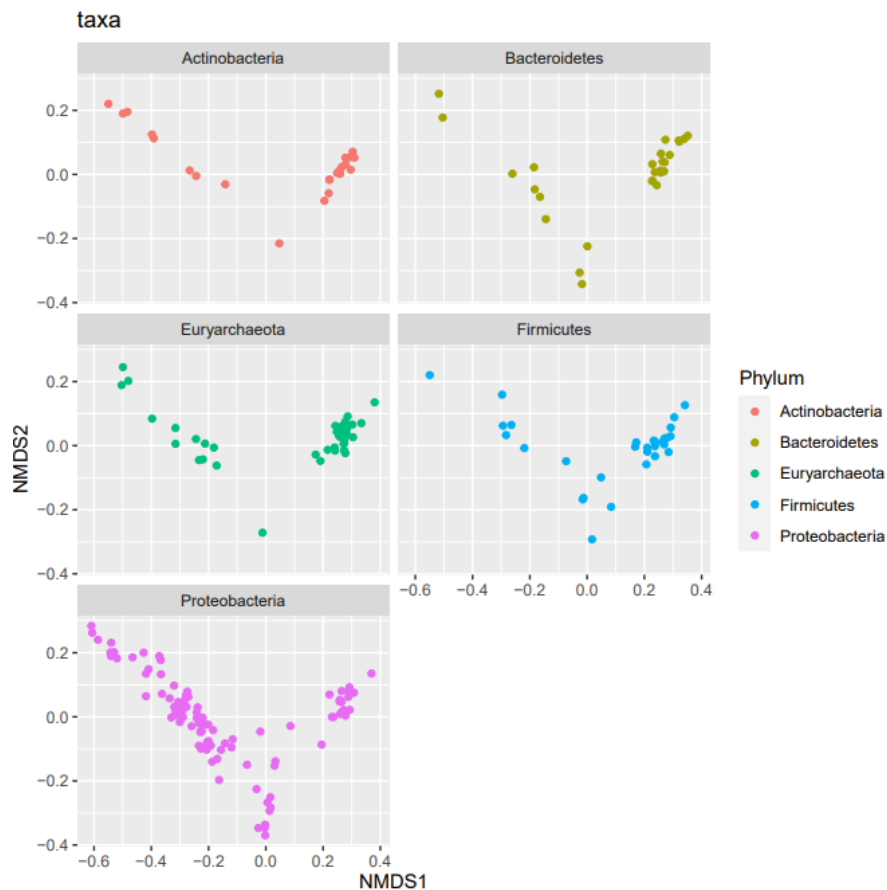 taxa
Actinobacteria
Bacteroidetes
0.2
0.0
−0.2
−0.4
Euryarchaeota
Firmicutes
0.2
0.0
−0.2
−0.4
−0.6 −0.4 −0.2 0.0 0.2 0.4
Proteobacteria
0.2
0.0
−0.2
−0.4
−0.6 −0.4 −0.2 0.0 0.2 0.4
NMDS1
NMDS2
Phylum
Actinobacteria
Bacteroidetes
Euryarchaeota
Firmicutes
Proteobacteria